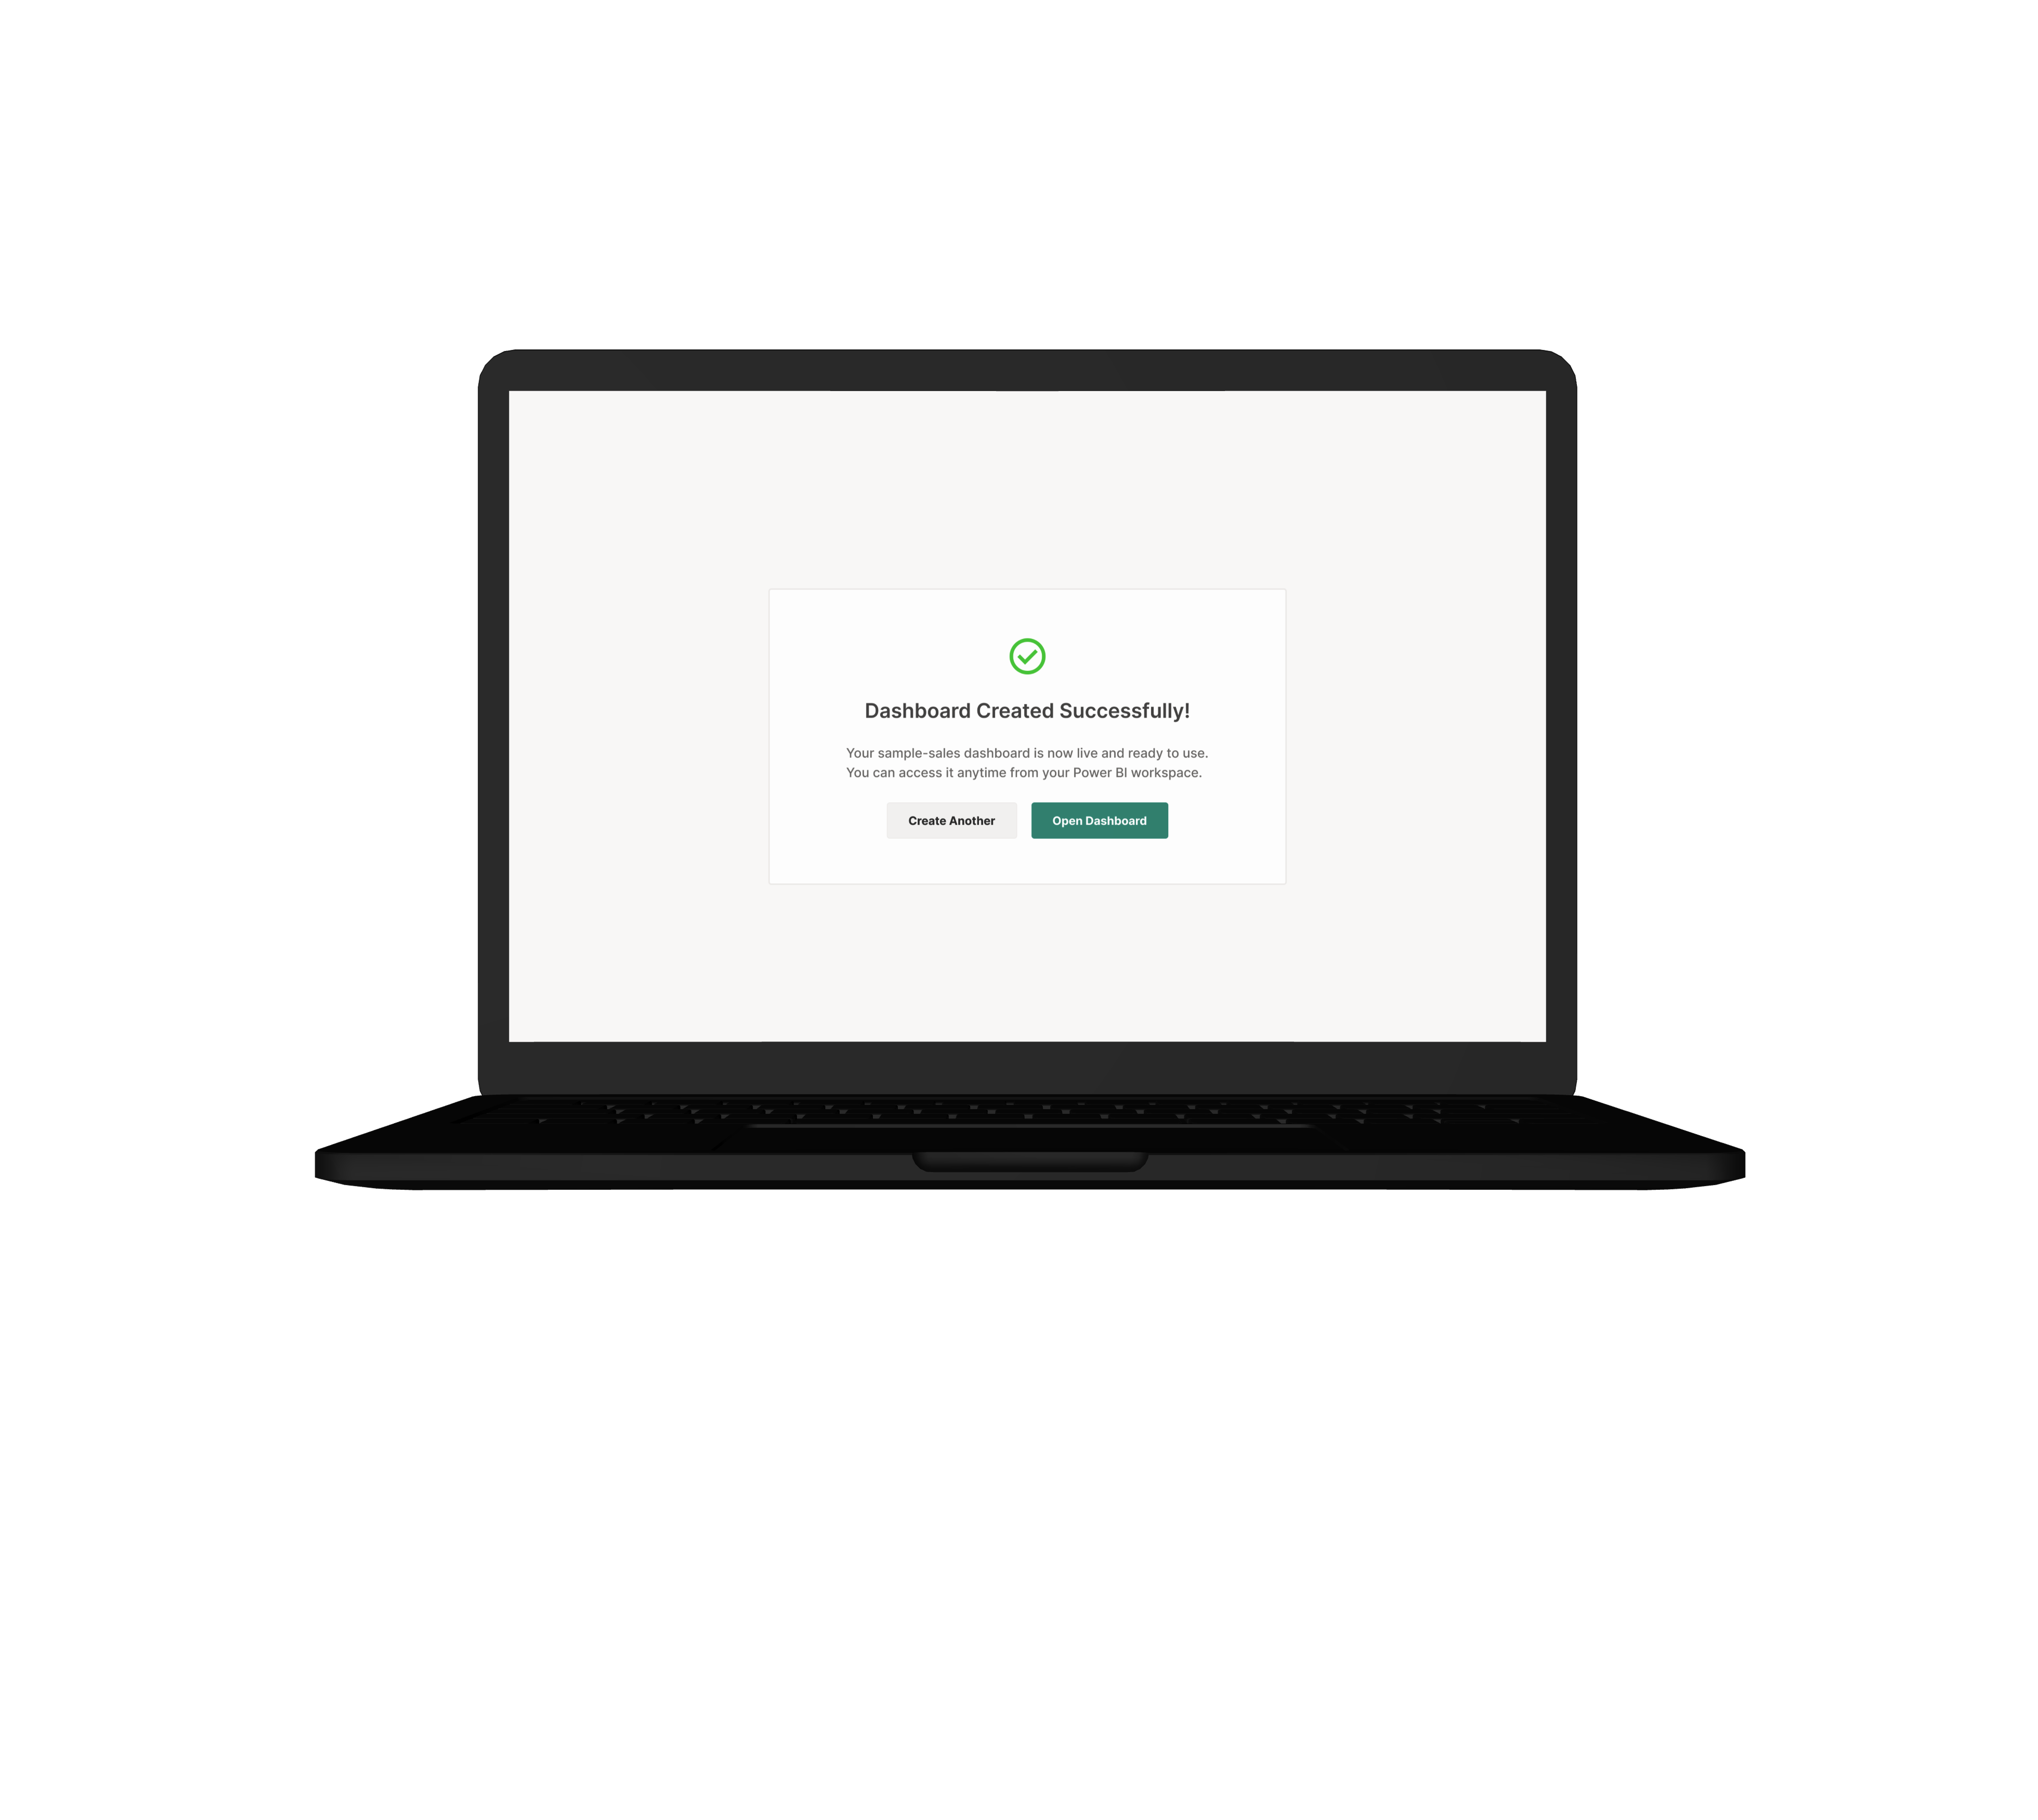 Dashboard Created Successfully!
Your sample-sales dashboard is now live and ready to use.
You can access it anytime from your Power BI workspace.
Create Another
Open Dashboard